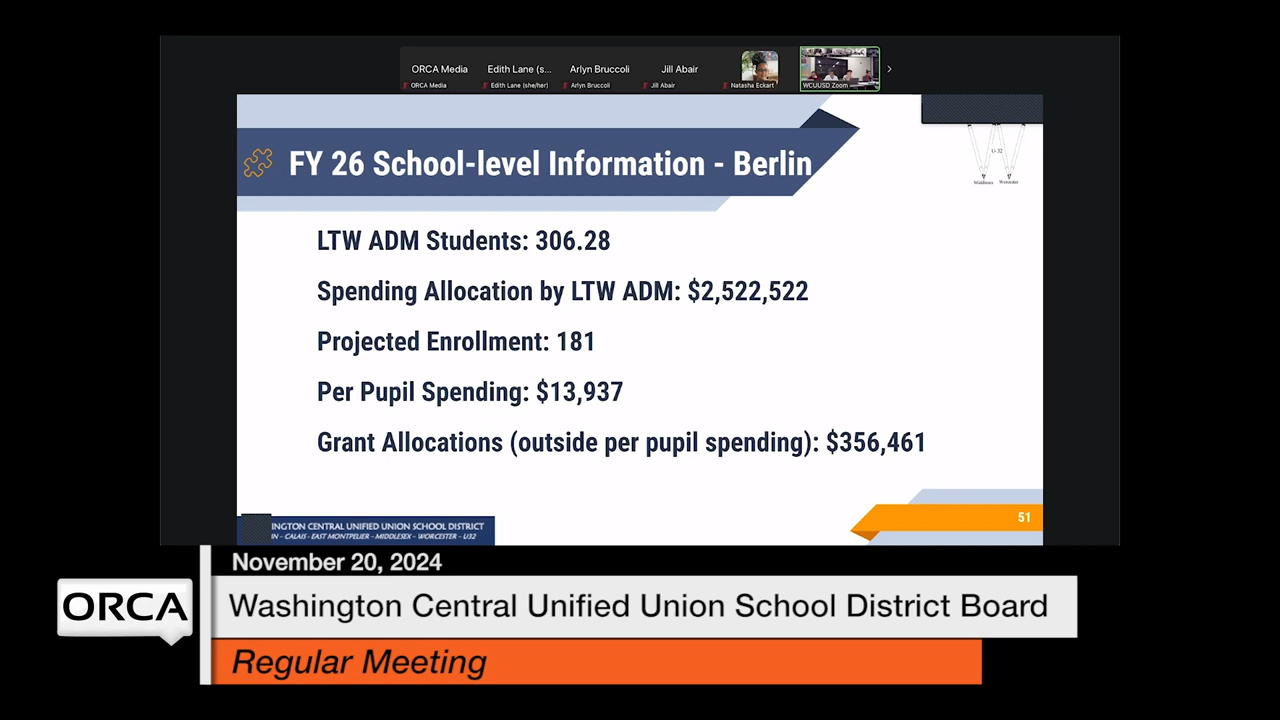 ORCA Media
Edith Lane (s...
Arlyn Bruccoli
Jill Abair
ORCA Media
Edith Lane (she/her)
Arlyn Bruccoli
Jill Abair
Natasha Eckart
WCUUSD Zoom
FY 26 School-level Information - Berlin
U-32
Middlesex Worcester
LTW ADM Students: 306.28
Spending Allocation by LTW ADM: $2,522,522
Projected Enrollment: 181
Per Pupil Spending: $13,937
Grant Allocations (outside per pupil spending): $356,461
51
INGTON CENTRAL UNIFIED UNION SCHOOL DISTRICT
IN - CALAIS - EAST MONTPELIER - MIDDLESEX - WORCESTER - U32
November 20, 2024
ORCA
Washington Central Unified Union School District Board
Regular Meeting